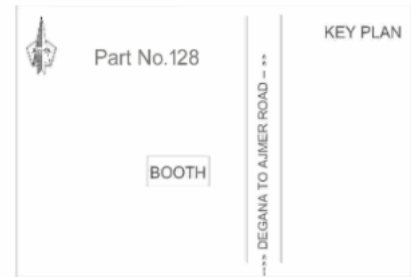 KEY PLAN
Part No.128
BOOTH
-->> DEGANA TO AJMER ROAD -- >>